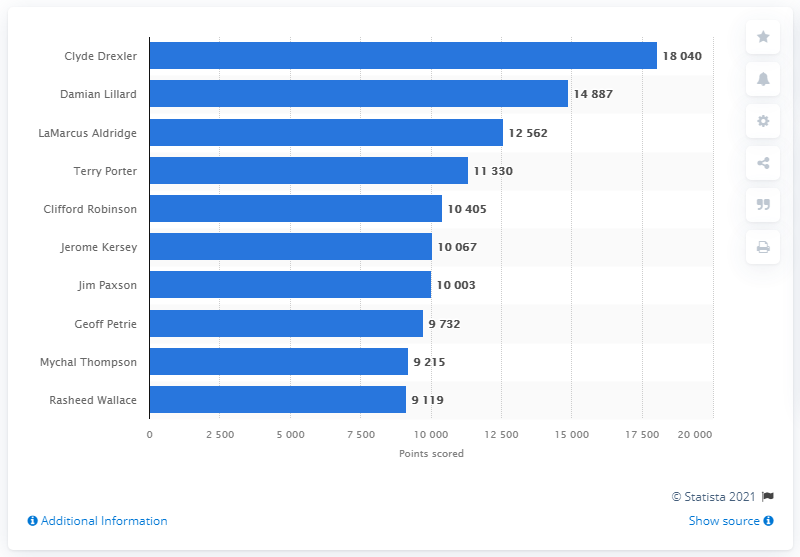 Clyde Drexler 18 040
Damian Lillard 14 887
LaMarcus Aldridge 12 562
Terry Porter 11 330
Clifford Robinson 10 405
Jerome Kersey 10 067
Jim Paxson 10 003
Geoff Petrie 9 732
Mychal Thompson 9 215
Rasheed Wallace 9 119
0 2 500 5 000 7 500 10 000 12 500 15 000 17 500 20 000
Points scored
© Statista 2021
Additional Information Show source